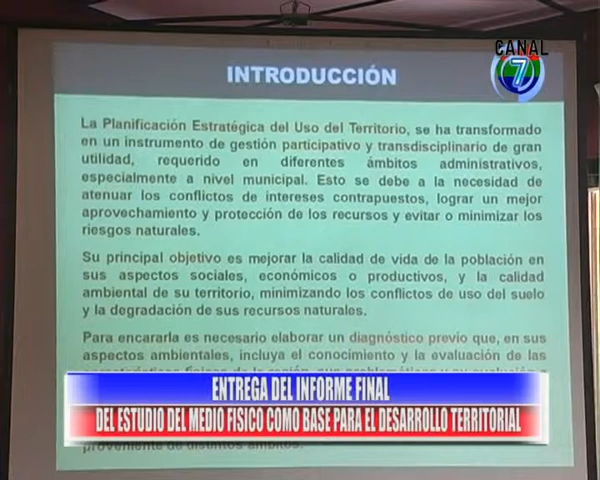 CANAL
7
INTRODUCCIÓN
La Planificación Estratégica del Uso del Territorio, se ha transformado
en un instrumento de gestión participativo y transdisciplinario de gran
utilidad, requerido en diferentes ámbitos administrativos,
especialmente a nivel municipal. Esto se debe a la necesidad de
atenuar los conflictos de intereses contrapuestos, lograr un mejor
aprovechamiento y protección de los recursos y evitar o minimizar los
riesgos naturales.
Su principal objetivo es mejorar la calidad de vida de la población en
sus aspectos sociales, económicos o productivos, y la calidad
ambiental de su territorio, minimizando los conflictos de uso del suelo
y la degradación de sus recursos naturales.
Para encararla es necesario elaborar un diagnóstico previo que, en sus
aspectos ambientales, incluya el conocimiento y la evaluación de las
ENTREGA DEL INFORME FINAL
DEL ESTUDIO DEL MEDIO FISICO COMO BASE PARA EL DESARROLLO TERRITORIAL
proveniente de distintos ámbitos.